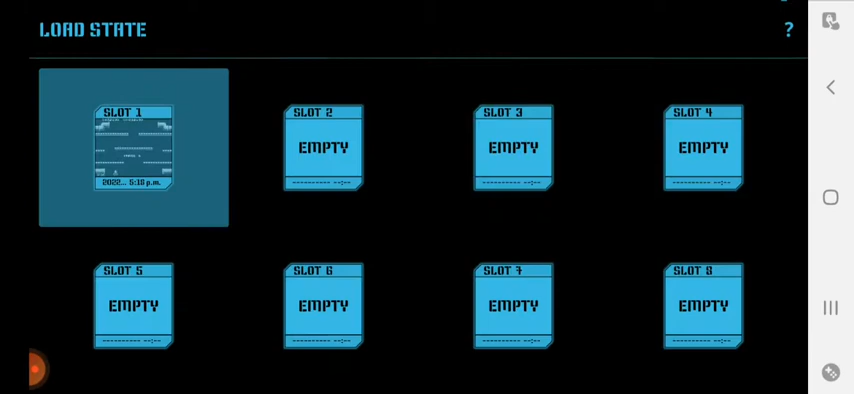 LOAD STATE
?
SLOT 1
2022... 5:16 p.m.
SLOT 2
EMPTY
---------- --:--
SLOT 3
EMPTY
---------- --:--
SLOT 4
EMPTY
---------- --:--
SLOT 5
EMPTY
---------- --:--
SLOT 6
EMPTY
---------- --:--
SLOT 7
EMPTY
---------- --:--
SLOT 8
EMPTY
---------- --:--